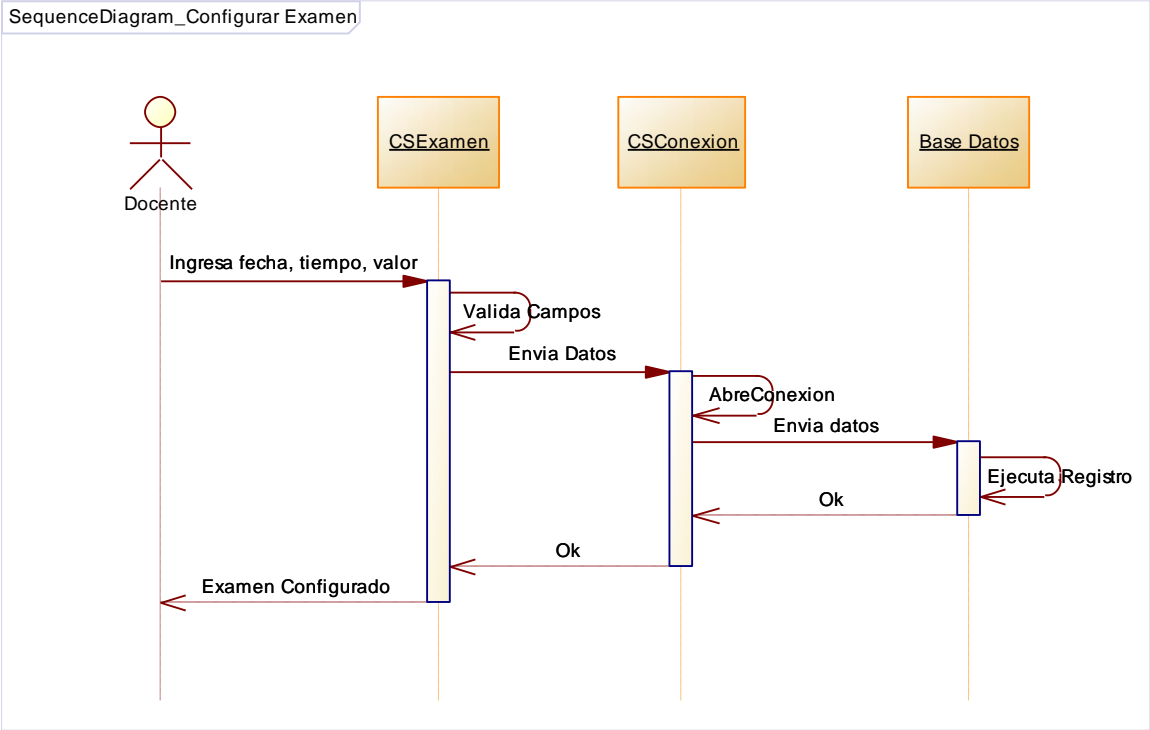 SequenceDiagram_Configurar Examen
CSExamen
CSConexion
Base Datos
Docente
Ingresa fecha, tiempo, valor
Valida Campos
Envia Datos
AbreConexion
Envia datos
Ejecuta Registro
Ok
Ok
Examen Configurado